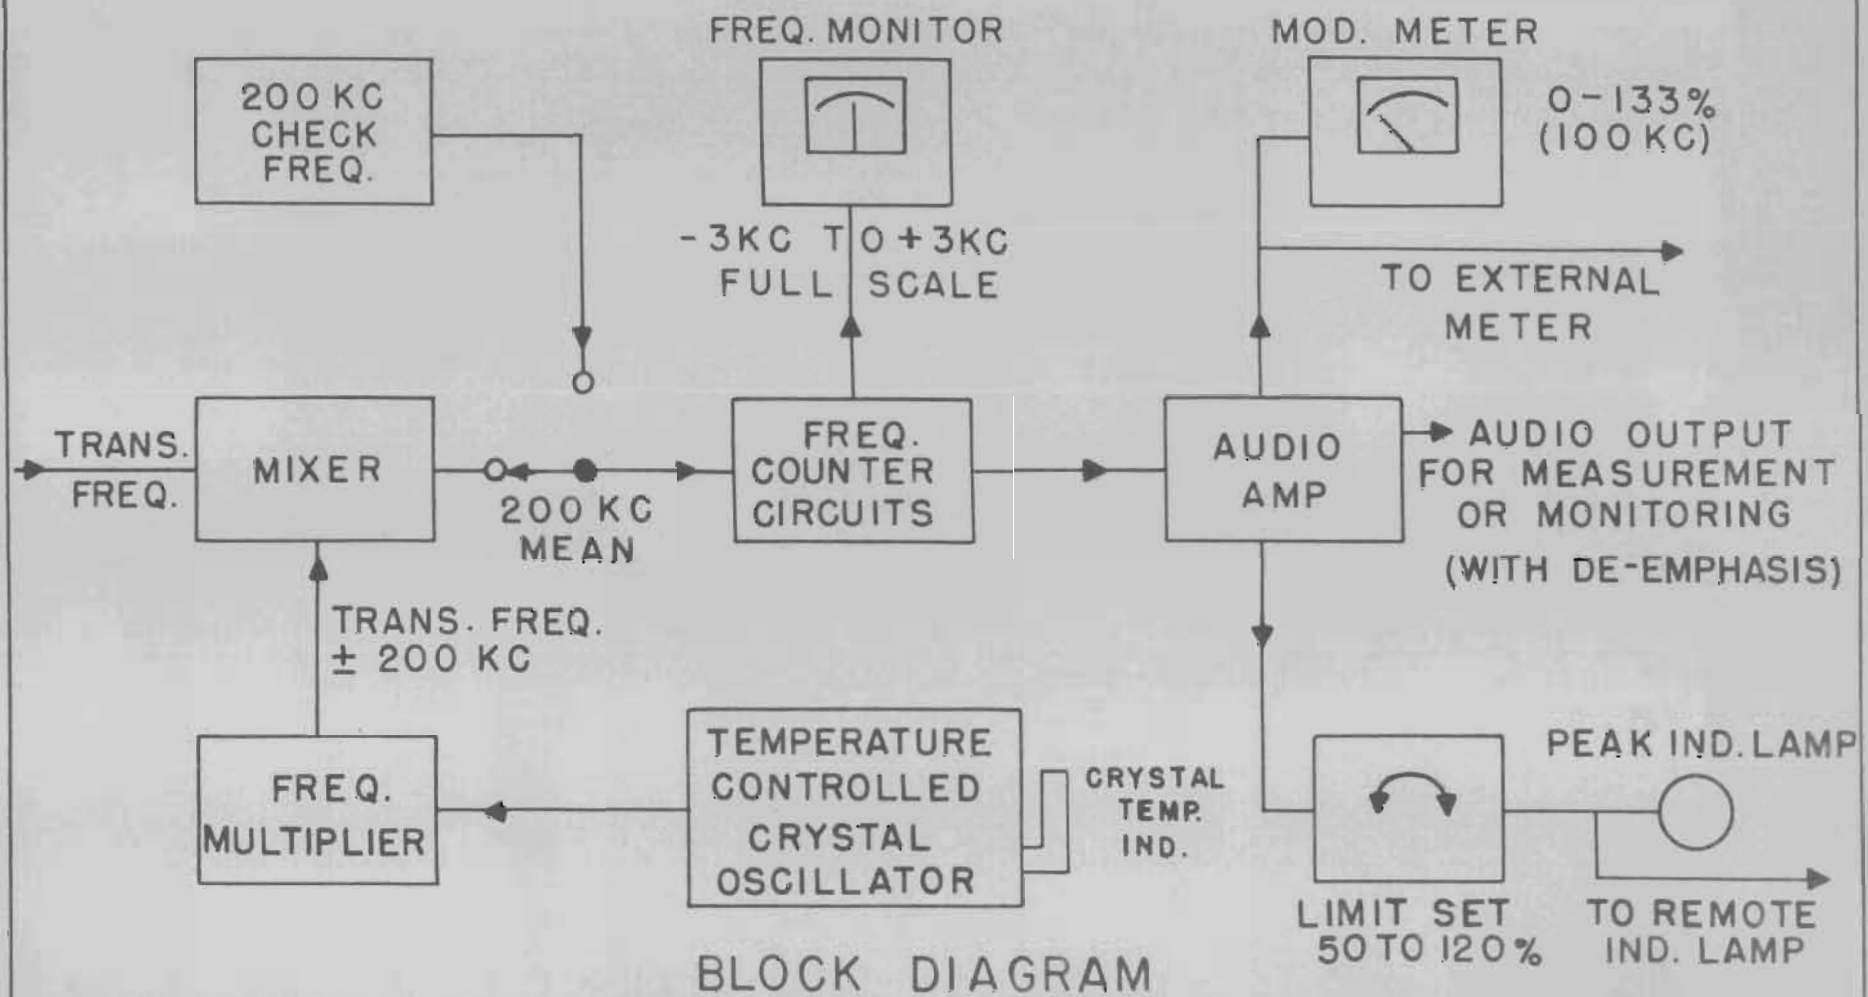 FREQ. MONITOR
MOD. METER
200 KC
CHECK
FREQ.
0-133%
(100 KC)
-3KC TO +3KC
FULL SCALE
TO EXTERNAL
METER
TRANS.
FREQ.
MIXER
200 KC
MEAN
FREQ.
COUNTER
CIRCUITS
AUDIO
AMP
AUDIO OUTPUT
FOR MEASUREMENT
OR MONITORING
(WITH DE-EMPHASIS)
TRANS. FREQ.
± 200 KC
FREQ.
MULTIPLIER
TEMPERATURE
CONTROLLED
CRYSTAL
OSCILLATOR
CRYSTAL
TEMP.
IND.
PEAK IND. LAMP
LIMIT SET
50 TO 120%
TO REMOTE
IND. LAMP
BLOCK DIAGRAM